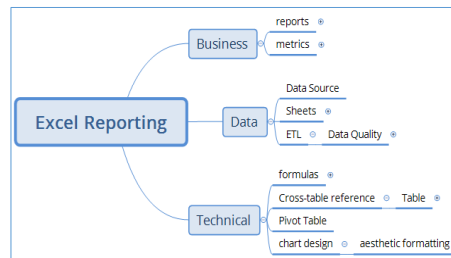 Excel Reporting
Business
reports
metrics
Data
Data Source
Sheets
ETL Data Quality
Technical
formulas
Cross-table reference Table
Pivot Table
chart design aesthetic formatting